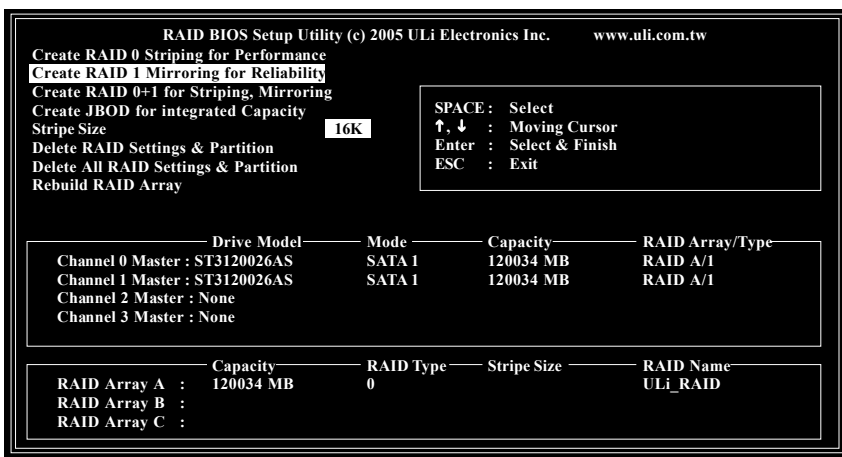 RAID BIOS Setup Utility (c) 2005 ULi Electronics Inc. www.uli.com.tw
Create RAID 0 Striping for Performance
Create RAID 1 Mirroring for Reliability
Create RAID 0+1 for Striping, Mirroring
Create JBOD for integrated Capacity
Stripe Size 16K
Delete RAID Settings & Partition
Delete All RAID Settings & Partition
Rebuild RAID Array
SPACE : Select
↑, ↓ : Moving Cursor
Enter : Select & Finish
ESC : Exit
Drive Model Mode Capacity RAID Array/Type
Channel 0 Master : ST3120026AS SATA 1 120034 MB RAID A/1
Channel 1 Master : ST3120026AS SATA 1 120034 MB RAID A/1
Channel 2 Master : None
Channel 3 Master : None
Capacity RAID Type Stripe Size RAID Name
RAID Array A : 120034 MB 0 ULi_RAID
RAID Array B :
RAID Array C :